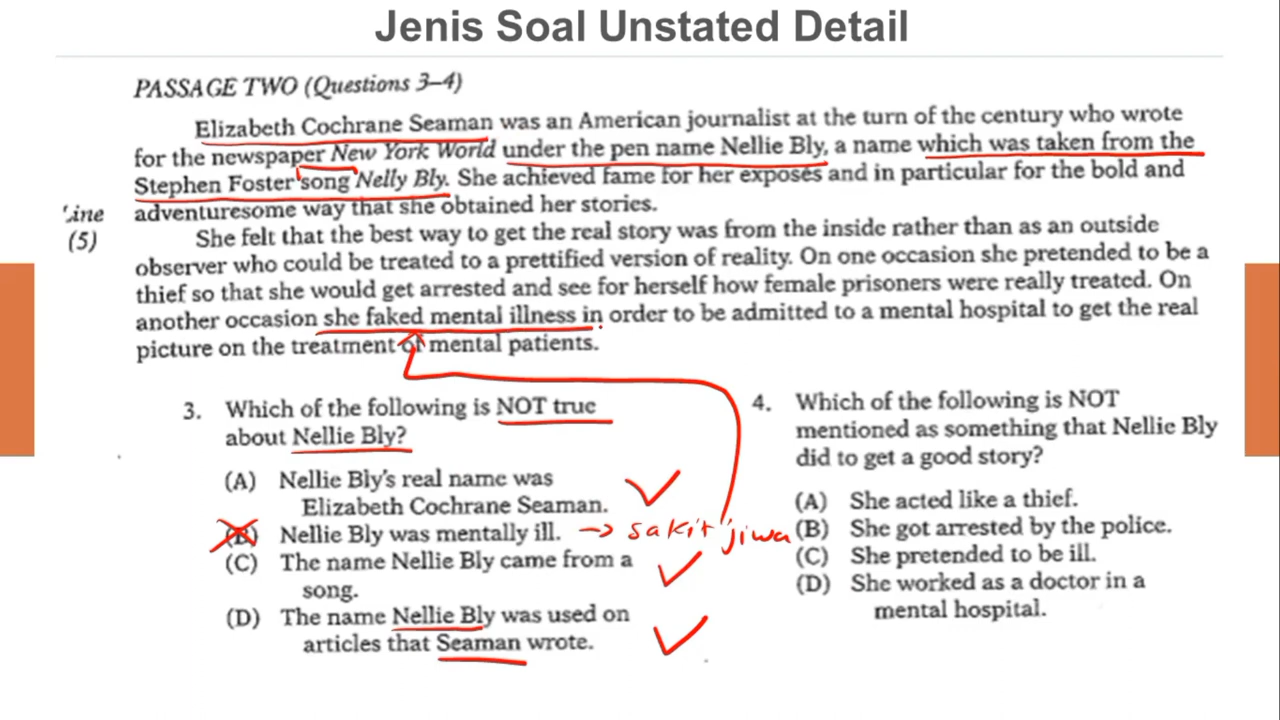 Jenis Soal Unstated Detail
PASSAGE TWO (Questions 3–4)
Elizabeth Cochrane Seaman was an American journalist at the turn of the century who wrote
for the newspaper New York World under the pen name Nellie Bly, a name which was taken from the
Stephen Foster song Nelly Bly. She achieved fame for her exposés and in particular for the bold and
Line adventuresome way that she obtained her stories.
(5) She felt that the best way to get the real story was from the inside rather than as an outside
observer who could be treated to a prettified version of reality. On one occasion she pretended to be a
thief so that she would get arrested and see for herself how female prisoners were really treated. On
another occasion she faked mental illness in order to be admitted to a mental hospital to get the real
picture on the treatment of mental patients.
3. Which of the following is NOT true
about Nellie Bly?
(A) Nellie Bly's real name was
Elizabeth Cochrane Seaman.
(B) Nellie Bly was mentally ill. → sakit jiwa
(C) The name Nellie Bly came from a
song.
(D) The name Nellie Bly was used on
articles that Seaman wrote.
4. Which of the following is NOT
mentioned as something that Nellie Bly
did to get a good story?
(A) She acted like a thief.
(B) She got arrested by the police.
(C) She pretended to be ill.
(D) She worked as a doctor in a
mental hospital.